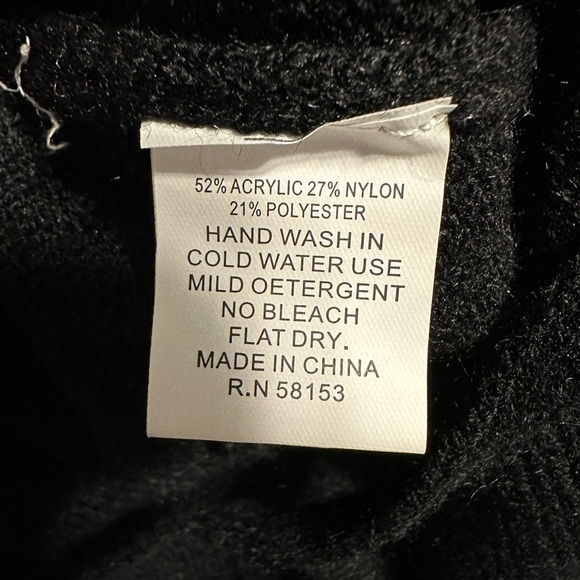 52% ACRYLIC 27% NYLON
21% POLYESTER
HAND WASH IN
COLD WATER USE
MILD OETERGENT
NO BLEACH
FLAT DRY.
MADE IN CHINA
R.N 58153